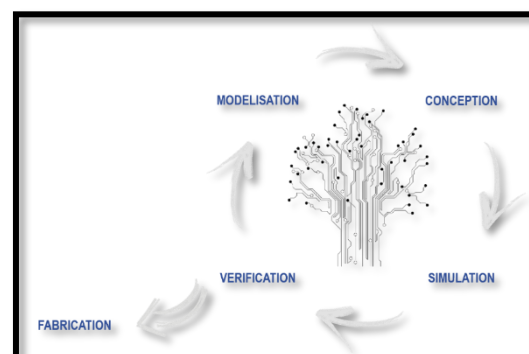 MODELISATION
CONCEPTION
VERIFICATION
SIMULATION
FABRICATION